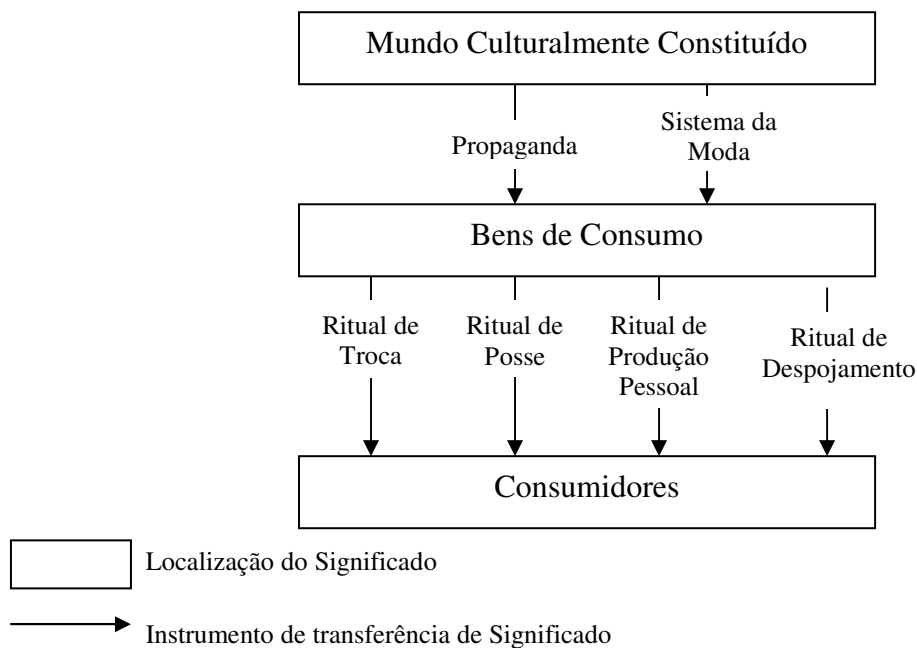 Mundo Culturalmente Constituído
Propaganda
Sistema da
Moda
Bens de Consumo
Ritual de
Troca
Ritual de
Posse
Ritual de
Produção
Pessoal
Ritual de
Despojamento
Consumidores
Localização do Significado
Instrumento de transferência de Significado